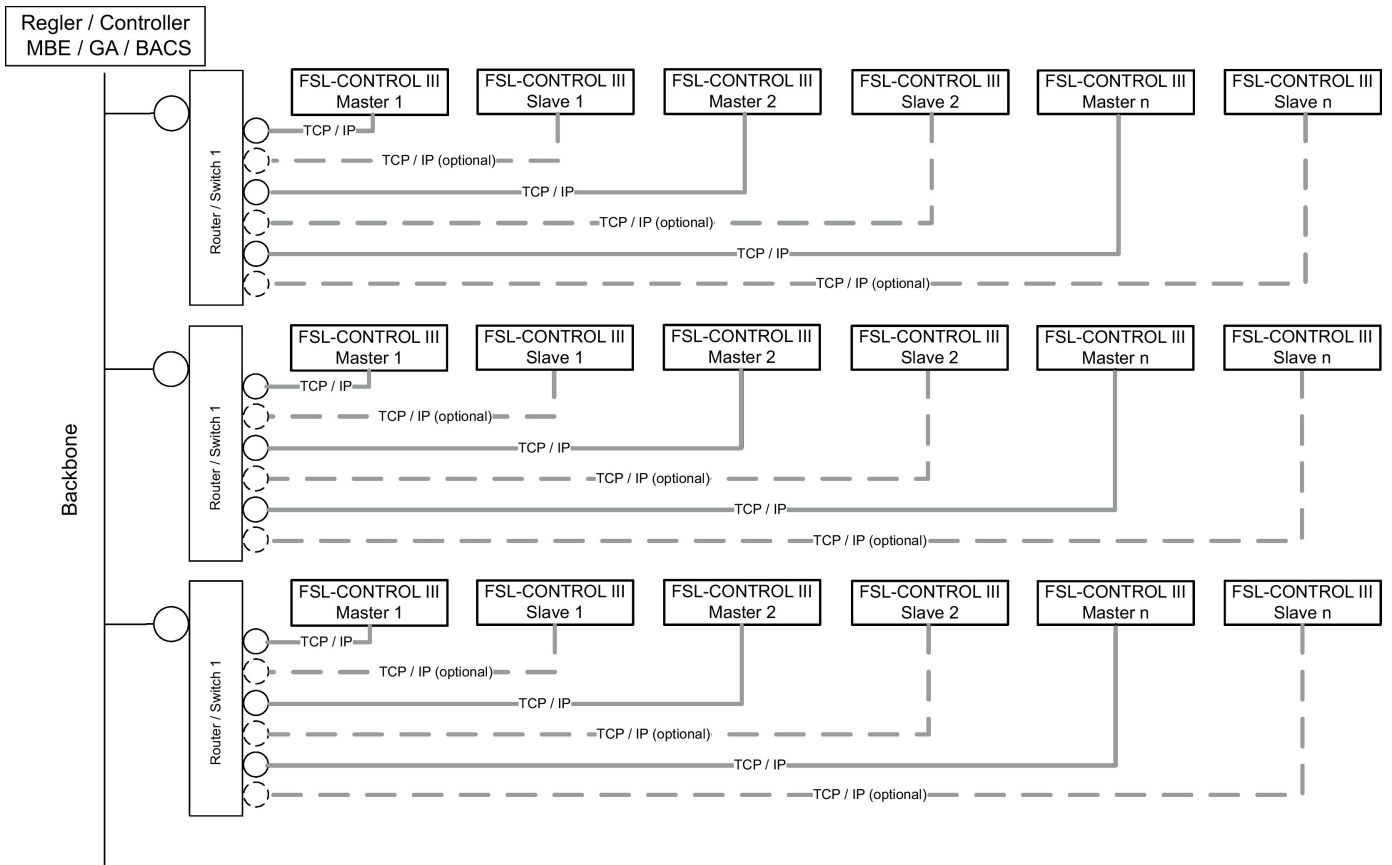 Regler / Controller
MBE / GA / BACS
Backbone
Router / Switch 1
FSL-CONTROL III
Master 1
FSL-CONTROL III
Slave 1
FSL-CONTROL III
Master 2
FSL-CONTROL III
Slave 2
FSL-CONTROL III
Master n
FSL-CONTROL III
Slave n
TCP / IP
TCP / IP (optional)
TCP / IP
TCP / IP (optional)
TCP / IP
TCP / IP (optional)
Router / Switch 1
FSL-CONTROL III
Master 1
FSL-CONTROL III
Slave 1
FSL-CONTROL III
Master 2
FSL-CONTROL III
Slave 2
FSL-CONTROL III
Master n
FSL-CONTROL III
Slave n
TCP / IP
TCP / IP (optional)
TCP / IP
TCP / IP (optional)
TCP / IP
TCP / IP (optional)
Router / Switch 1
FSL-CONTROL III
Master 1
FSL-CONTROL III
Slave 1
FSL-CONTROL III
Master 2
FSL-CONTROL III
Slave 2
FSL-CONTROL III
Master n
FSL-CONTROL III
Slave n
TCP / IP
TCP / IP (optional)
TCP / IP
TCP / IP (optional)
TCP / IP
TCP / IP (optional)